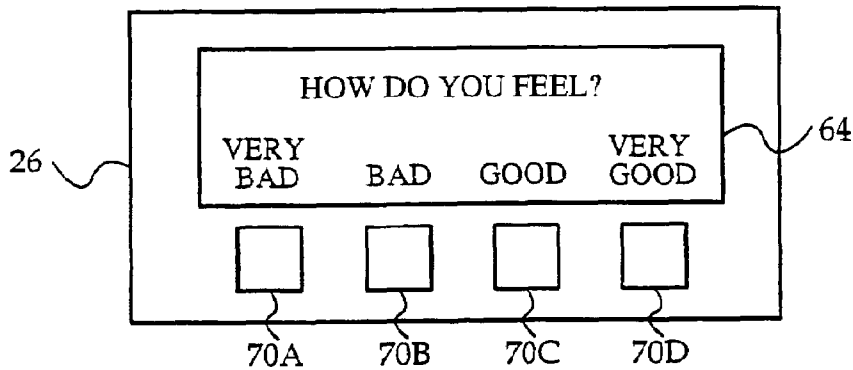 HOW DO YOU FEEL?
64
26
VERY BAD
BAD
GOOD
VERY GOOD
70A 70B 70C 70D